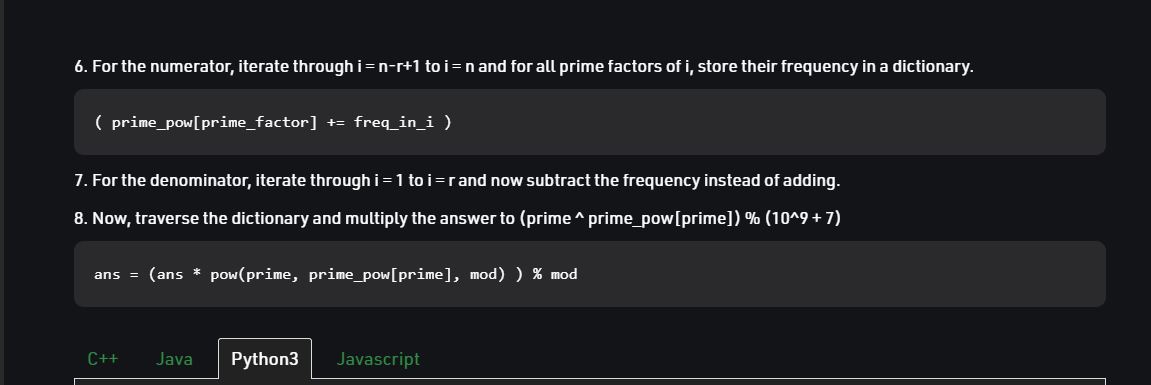 6. For the numerator, iterate through i = n-r+1 to i = n and for all prime factors of i, store their frequency in a dictionary.
( prime_pow[prime_factor] += freq_in_i )
7. For the denominator, iterate through i = 1 to i = r and now subtract the frequency instead of adding.
8. Now, traverse the dictionary and multiply the answer to (prime ^ prime_pow[prime]) % (10^9 + 7)
ans = (ans * pow(prime, prime_pow[prime], mod) ) % mod
C++ Java Python3 Javascript